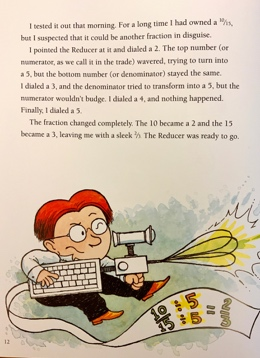 I tested it out that morning. For a long time I had owned a 10/15,
but I suspected that it could be another fraction in disguise.
I pointed the Reducer at it and dialed a 2. The top number (or
numerator, as we call it in the trade) wavered, trying to turn into
a 5, but the bottom number (or denominator) stayed the same.
I dialed a 3, and the denominator tried to transform into a 5, but the
numerator wouldn't budge. I dialed a 4, and nothing happened.
Finally, I dialed a 5.
The fraction changed completely. The 10 became a 2 and the 15
became a 3, leaving me with a sleek 2/3. The Reducer was ready to go.
10/15 ÷ 5/5 = 2/3
12